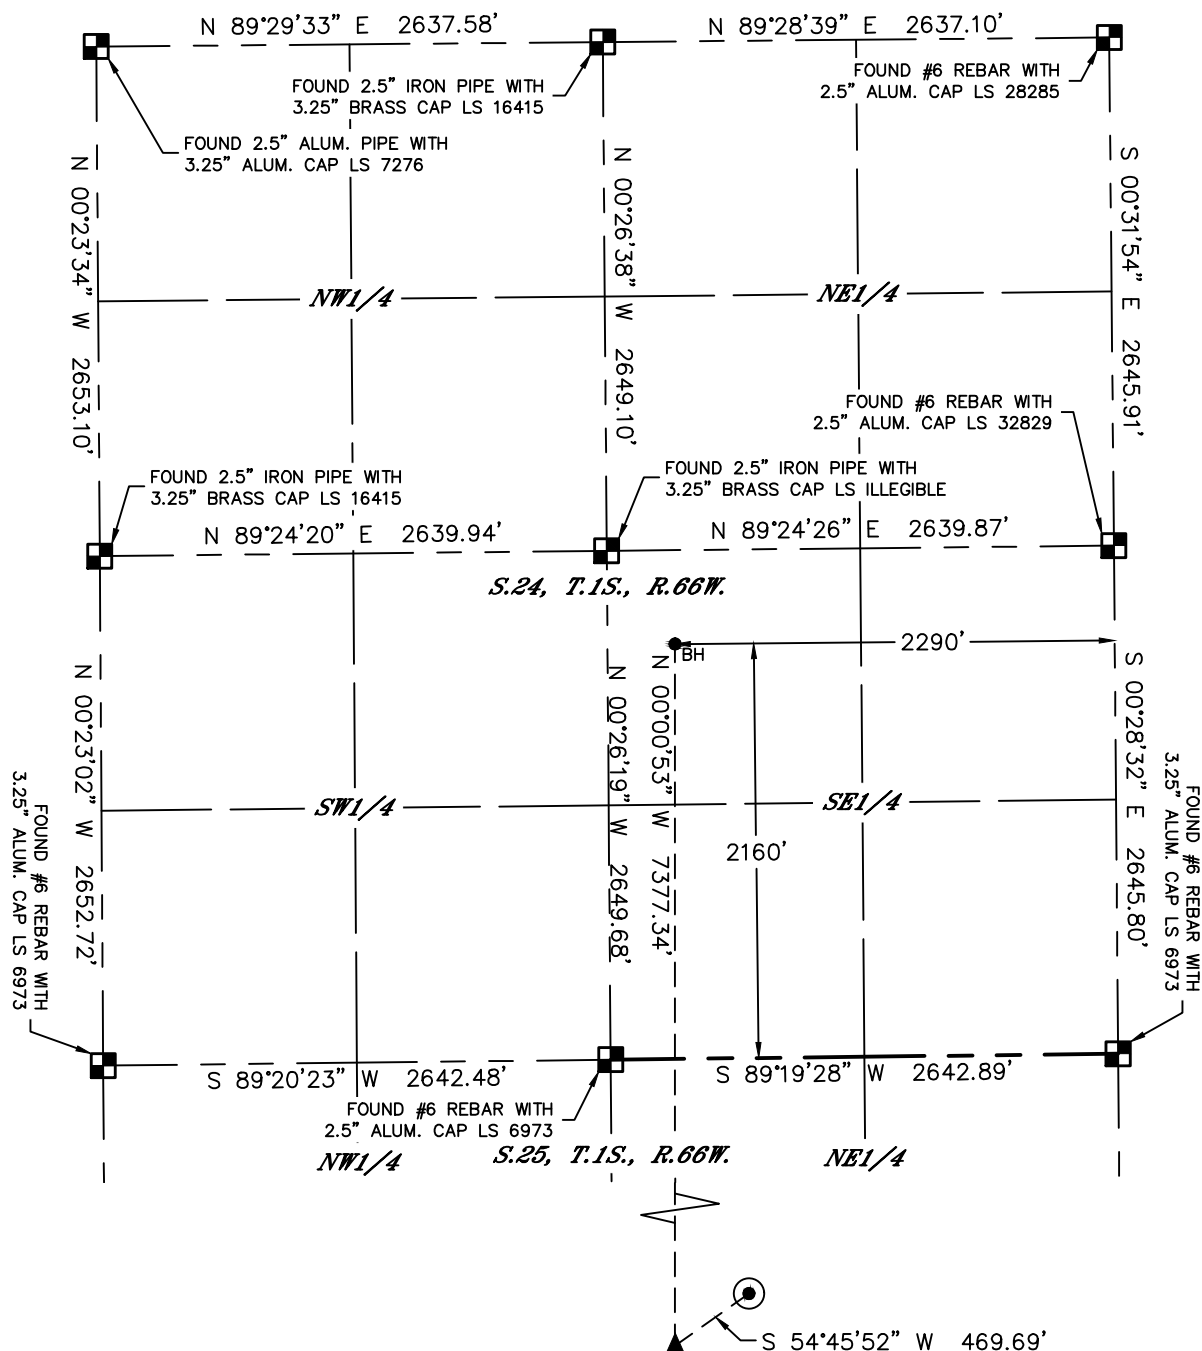 N 89°29'33" E 2637.58'
N 89°28'39" E 2637.10'
FOUND 2.5" IRON PIPE WITH
3.25" BRASS CAP LS 16415
FOUND #6 REBAR WITH
2.5" ALUM. CAP LS 28285
FOUND 2.5" ALUM. PIPE WITH
3.25" ALUM. CAP LS 7276
N 00°23'34" W 2653.10'
N 00°26'38" W 2649.10'
S 00°31'54" E 2645.91'
NW1/4
NE1/4
FOUND #6 REBAR WITH
2.5" ALUM. CAP LS 32829
FOUND 2.5" IRON PIPE WITH
3.25" BRASS CAP LS 16415
FOUND 2.5" IRON PIPE WITH
3.25" BRASS CAP LS ILLEGIBLE
N 89°24'20" E 2639.94'
N 89°24'26" E 2639.87'
S.24, T.1S., R.66W.
2290'
BH
N 00°23'02" W 2652.72'
N 00°26'19" W 2649.68'
N 00°00'53" W 7377.34'
S 00°28'32" E 2645.80'
FOUND #6 REBAR WITH
3.25" ALUM. CAP LS 6973
SW1/4
SE1/4
FOUND #6 REBAR WITH
3.25" ALUM. CAP LS 6973
2160'
S 89°20'23" W 2642.48'
S 89°19'28" W 2642.89'
FOUND #6 REBAR WITH
2.5" ALUM. CAP LS 6973
NW1/4
S.25, T.1S., R.66W.
NE1/4
S 54°45'52" W 469.69'